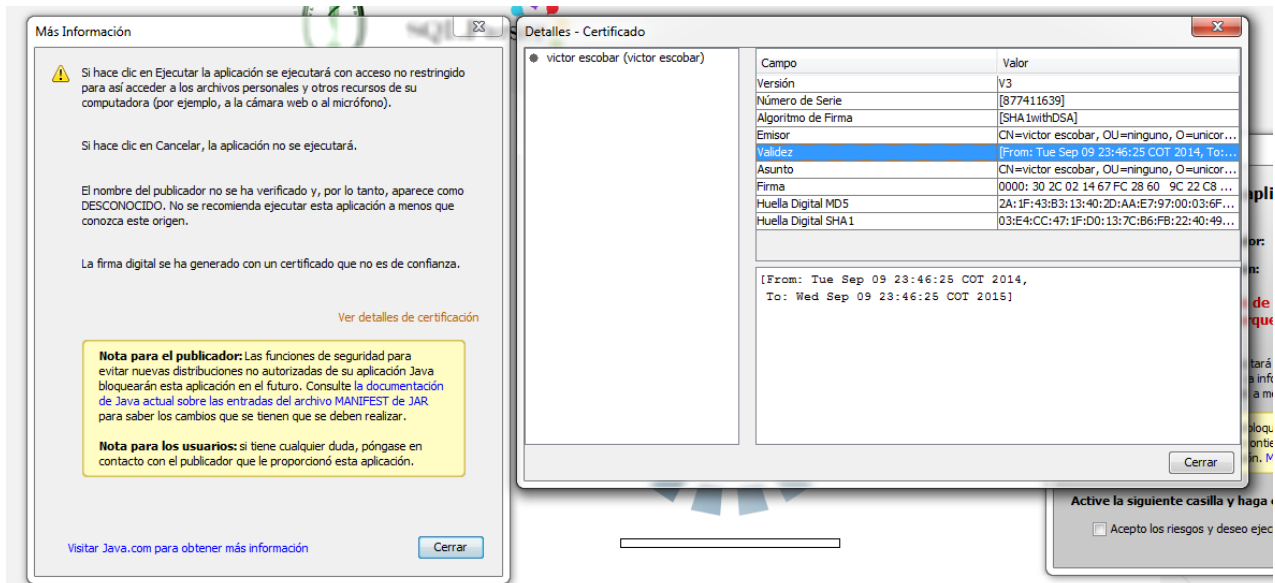 Más Información
Si hace clic en Ejecutar la aplicación se ejecutará con acceso no restringido
para así acceder a los archivos personales y otros recursos de su
computadora (por ejemplo, a la cámara web o al micrófono).
Si hace clic en Cancelar, la aplicación no se ejecutará.
El nombre del publicador no se ha verificado y, por lo tanto, aparece como
DESCONOCIDO. No se recomienda ejecutar esta aplicación a menos que
conozca este origen.
La firma digital se ha generado con un certificado que no es de confianza.
Ver detalles de certificación
Nota para el publicador: Las funciones de seguridad para
evitar nuevas distribuciones no autorizadas de su aplicación Java
bloquearán esta aplicación en el futuro. Consulte la documentación
de Java actual sobre las entradas del archivo MANIFEST de JAR
para saber los cambios que se tienen que se deben realizar.
Nota para los usuarios: si tiene cualquier duda, póngase en
contacto con el publicador que le proporcionó esta aplicación.
Visitar Java.com para obtener más información
Cerrar
Detalles - Certificado
victor escobar (victor escobar)
Campo Valor
Versión V3
Número de Serie [877411639]
Algoritmo de Firma [SHA1withDSA]
Emisor CN=victor escobar, OU=ninguno, O=unicor...
Validez [From: Tue Sep 09 23:46:25 COT 2014, To:...
Asunto CN=victor escobar, OU=ninguno, O=unicor...
Firma 0000: 30 2C 02 14 67 FC 28 60 9C 22 C8 ...
Huella Digital MD5 2A:1F:43:B3:13:40:2D:AA:E7:97:00:03:6F...
Huella Digital SHA1 03:E4:CC:47:1F:D0:13:7C:B6:FB:22:40:49...
[From: Tue Sep 09 23:46:25 COT 2014,
To: Wed Sep 09 23:46:25 COT 2015]
Cerrar
Active la siguiente casilla y haga
Acepto los riesgos y deseo ejec